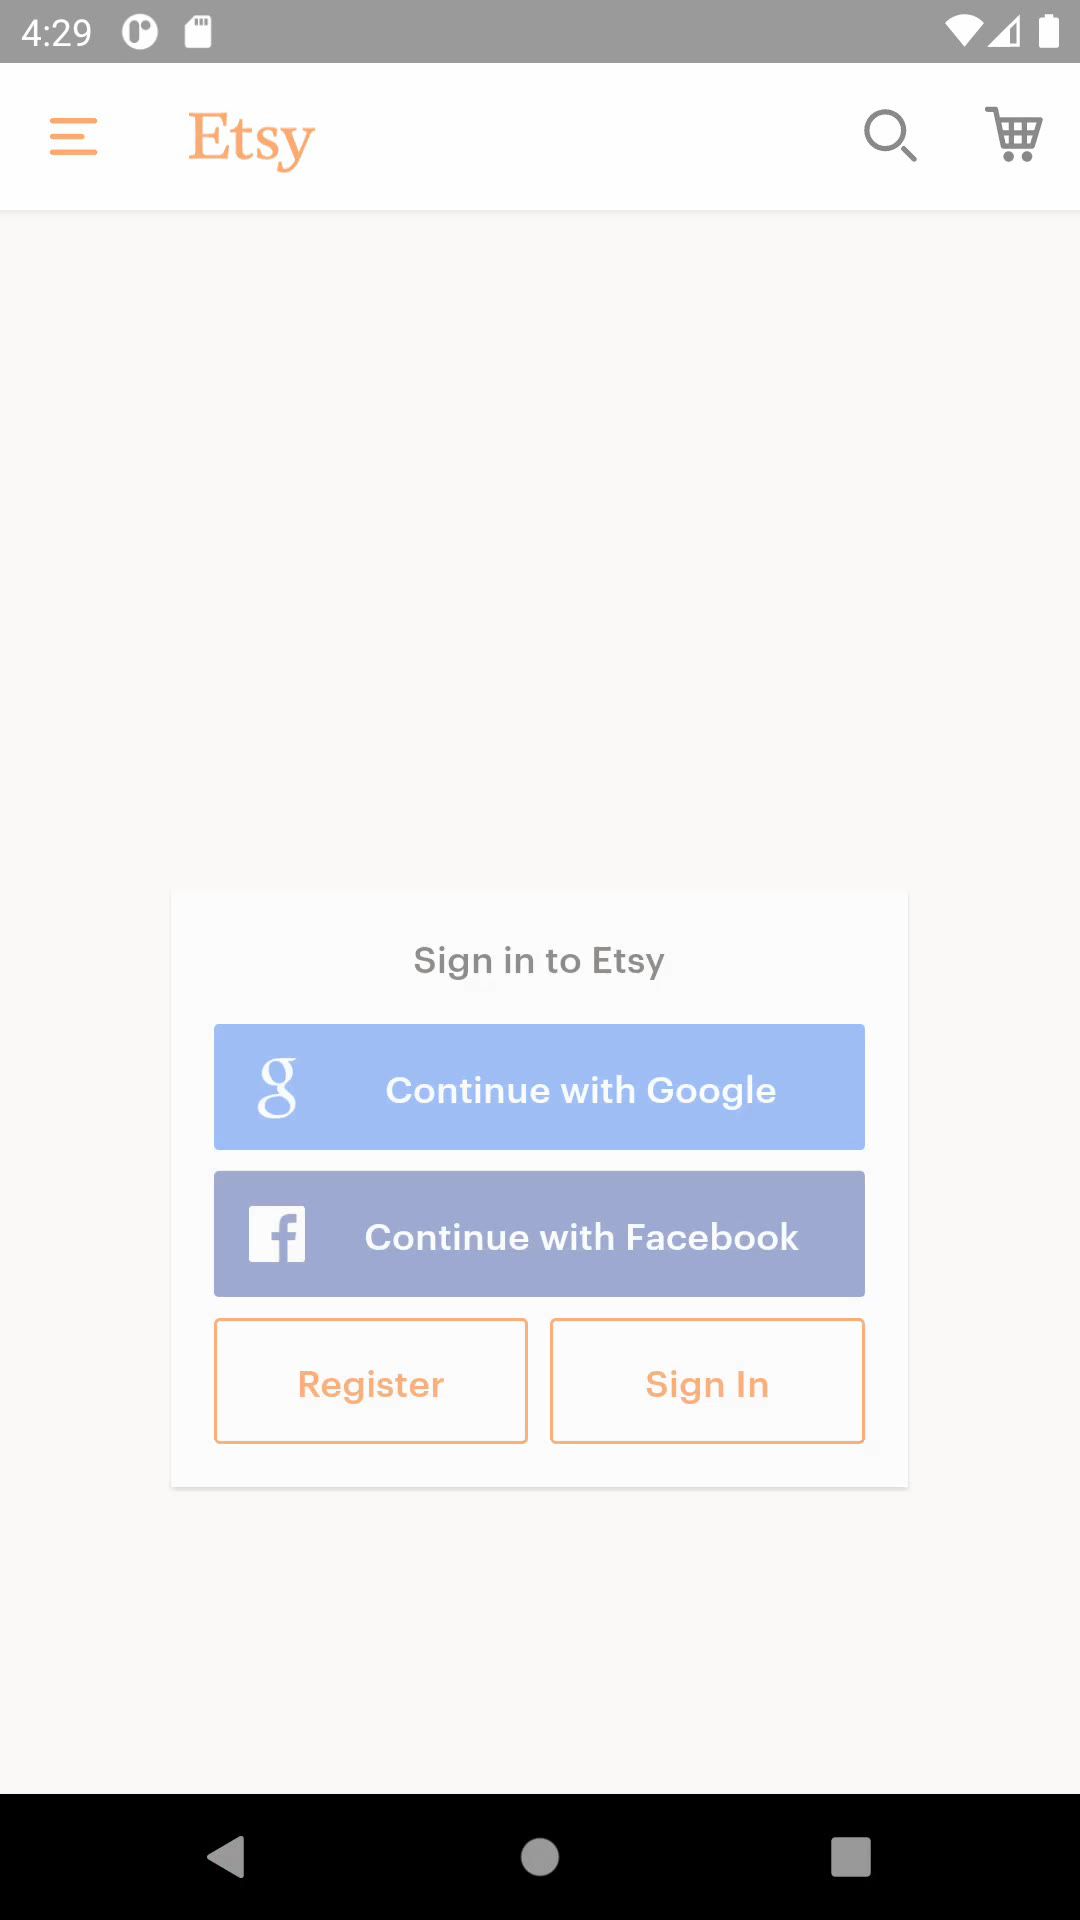 4:29
Etsy
Sign in to Etsy
Continue with Google
Continue with Facebook
Register
Sign In